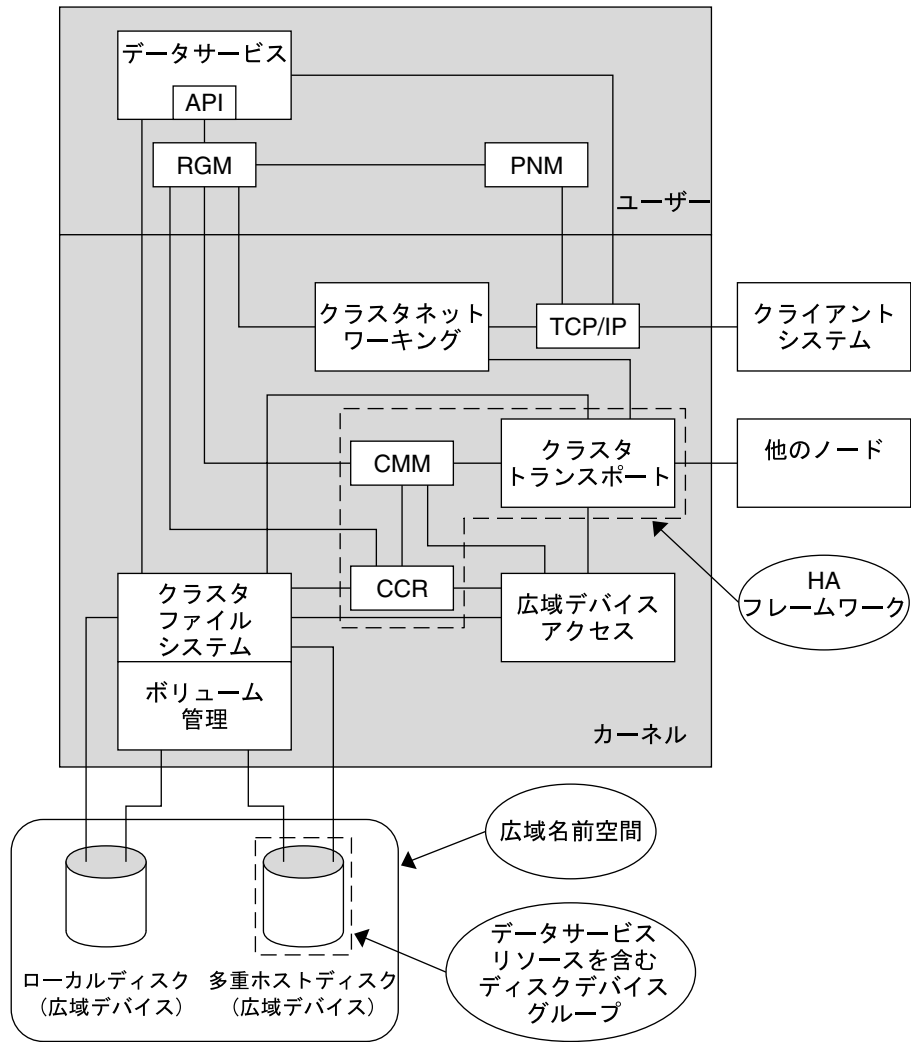 データサービス
API
RGM
PNM
ユーザー
クラスタネット
ワーキング
TCP/IP
クライアント
システム
CMM
クラスタ
トランスポート
他のノード
CCR
クラスタ
ファイル
システム
広域デバイス
アクセス
HA
フレームワーク
ボリューム
管理
カーネル
広域名前空間
データサービス
リソースを含む
ディスクデバイス
グループ
ローカルディスク
（広域デバイス）
多重ホストディスク
（広域デバイス）